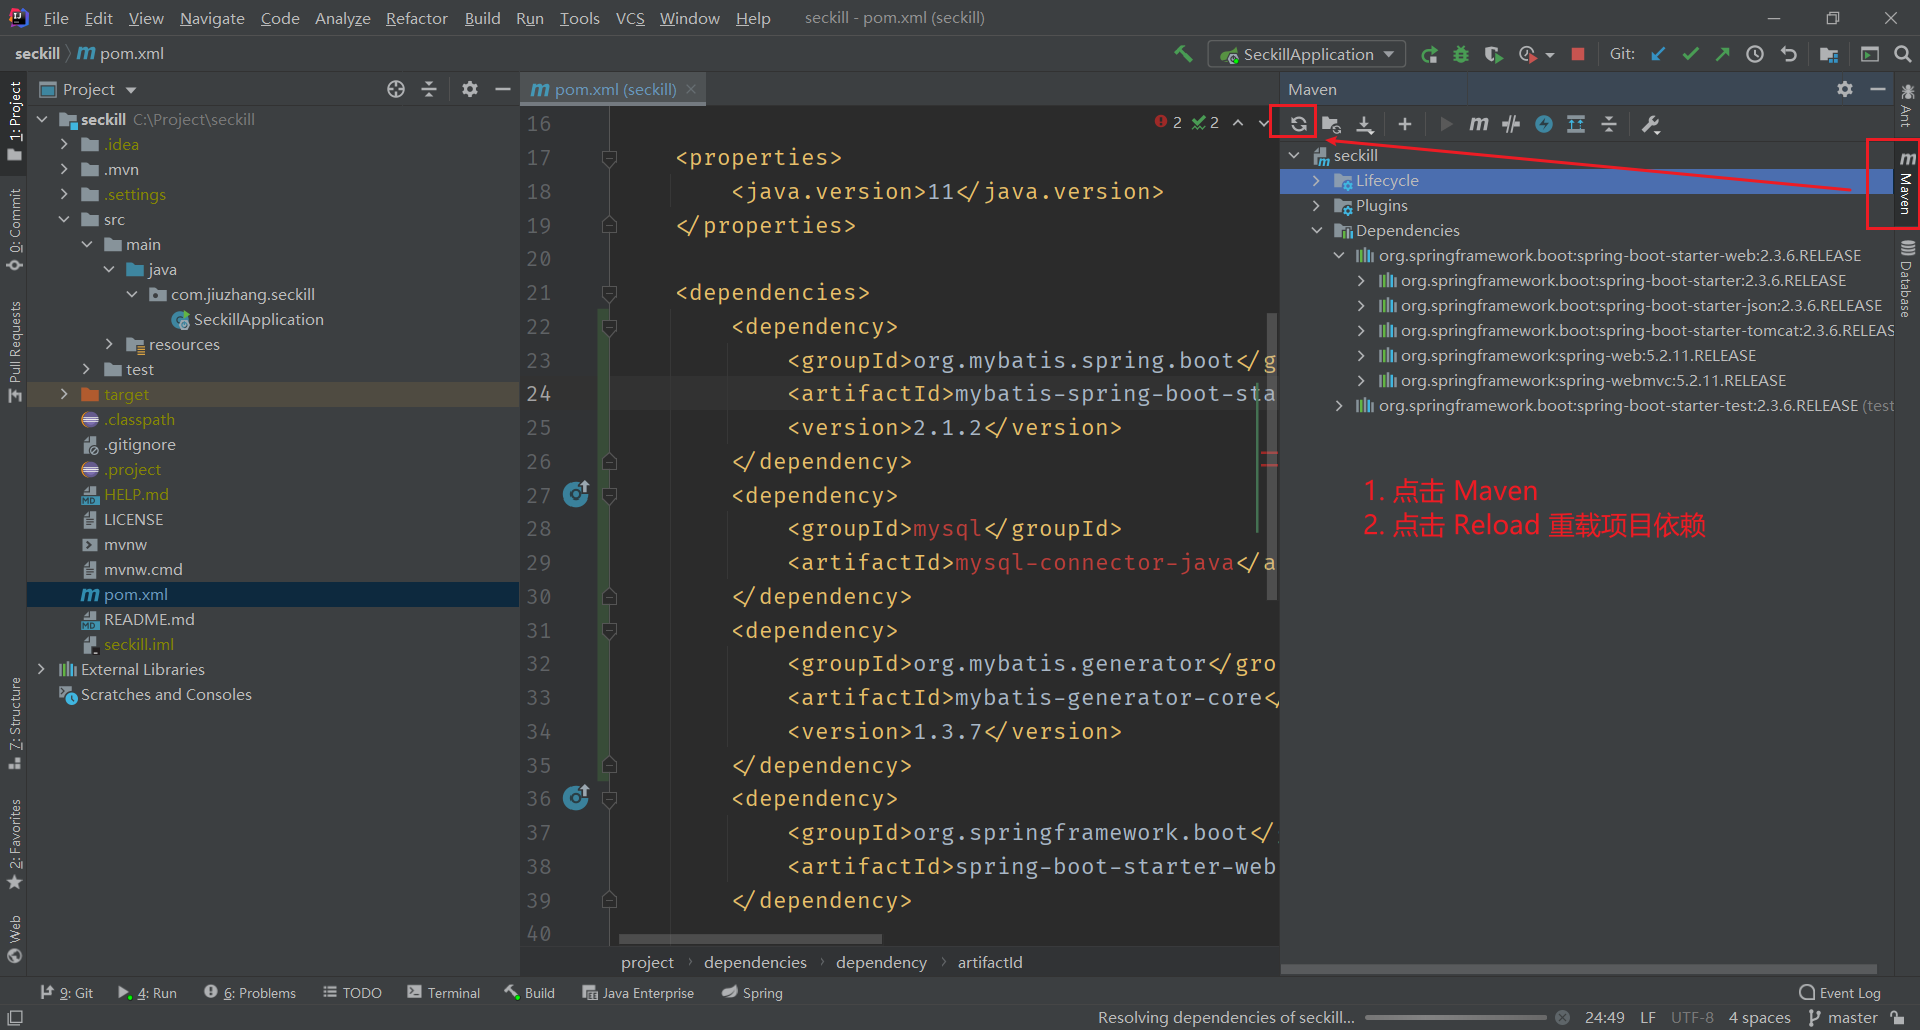 File Edit View Navigate Code Analyze Refactor Build Run Tools VCS Window Help seckill - pom.xml (seckill)
seckill pom.xml SeckillApplication Git:
Project pom.xml (seckill) Maven
1: Project
0: Commit
Pull Requests
7: Structure
2: Favorites
Web
seckill C:\Project\seckill
.idea
.mvn
.settings
src
main
java
com.jiuzhang.seckill
SeckillApplication
resources
test
target
.classpath
.gitignore
.project
HELP.md
LICENSE
mvnw
mvnw.cmd
pom.xml
README.md
seckill.iml
External Libraries
Scratches and Consoles
2 2
16
17 <properties>
18 <java.version>11</java.version>
19 </properties>
20
21 <dependencies>
22 <dependency>
23 <groupId>org.mybatis.spring.boot</g
24 <artifactId>mybatis-spring-boot-sta
25 <version>2.1.2</version>
26 </dependency>
27 <dependency>
28 <groupId>mysql</groupId>
29 <artifactId>mysql-connector-java</a
30 </dependency>
31 <dependency>
32 <groupId>org.mybatis.generator</gro
33 <artifactId>mybatis-generator-core</
34 <version>1.3.7</version>
35 </dependency>
36 <dependency>
37 <groupId>org.springframework.boot</
38 <artifactId>spring-boot-starter-web
39 </dependency>
40
project dependencies dependency artifactId
seckill
Lifecycle
Plugins
Dependencies
org.springframework.boot:spring-boot-starter-web:2.3.6.RELEASE
org.springframework.boot:spring-boot-starter:2.3.6.RELEASE
org.springframework.boot:spring-boot-starter-json:2.3.6.RELEASE
org.springframework.boot:spring-boot-starter-tomcat:2.3.6.RELEAS
org.springframework:spring-web:5.2.11.RELEASE
org.springframework:spring-webmvc:5.2.11.RELEASE
org.springframework.boot:spring-boot-starter-test:2.3.6.RELEASE (test
1. 点击 Maven
2. 点击 Reload 重载项目依赖
Ant
Maven
Database
9: Git 4: Run 6: Problems TODO Terminal Build Java Enterprise Spring Event Log
Resolving dependencies of seckill... 24:49 LF UTF-8 4 spaces master